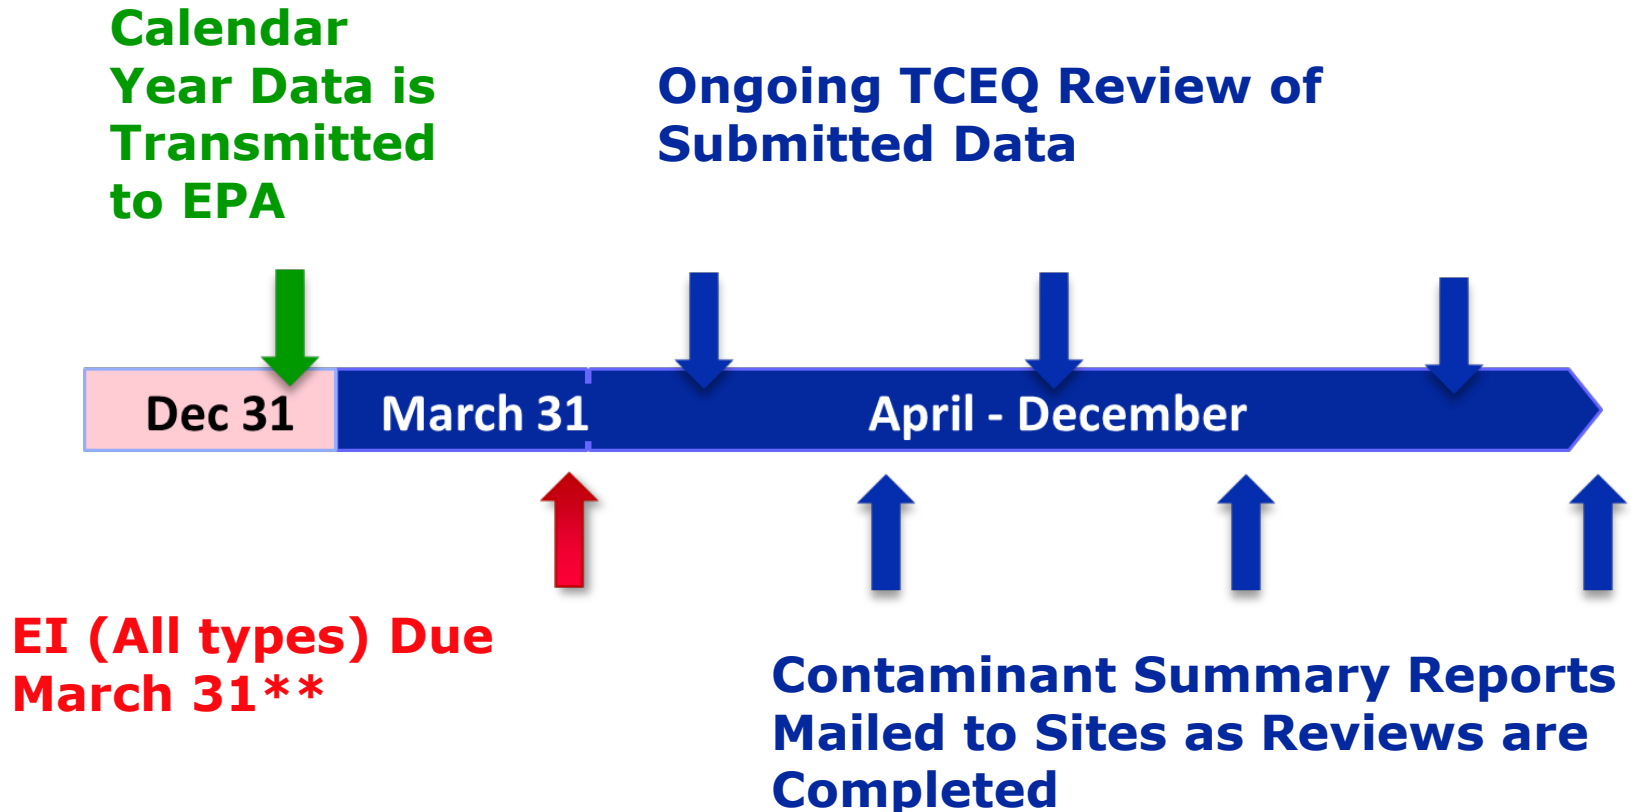 Calendar
Year Data is
Transmitted
to EPA
Ongoing TCEQ Review of
Submitted Data
Dec 31
March 31
April - December
EI (All types) Due
March 31**
Contaminant Summary Reports
Mailed to Sites as Reviews are
Completed